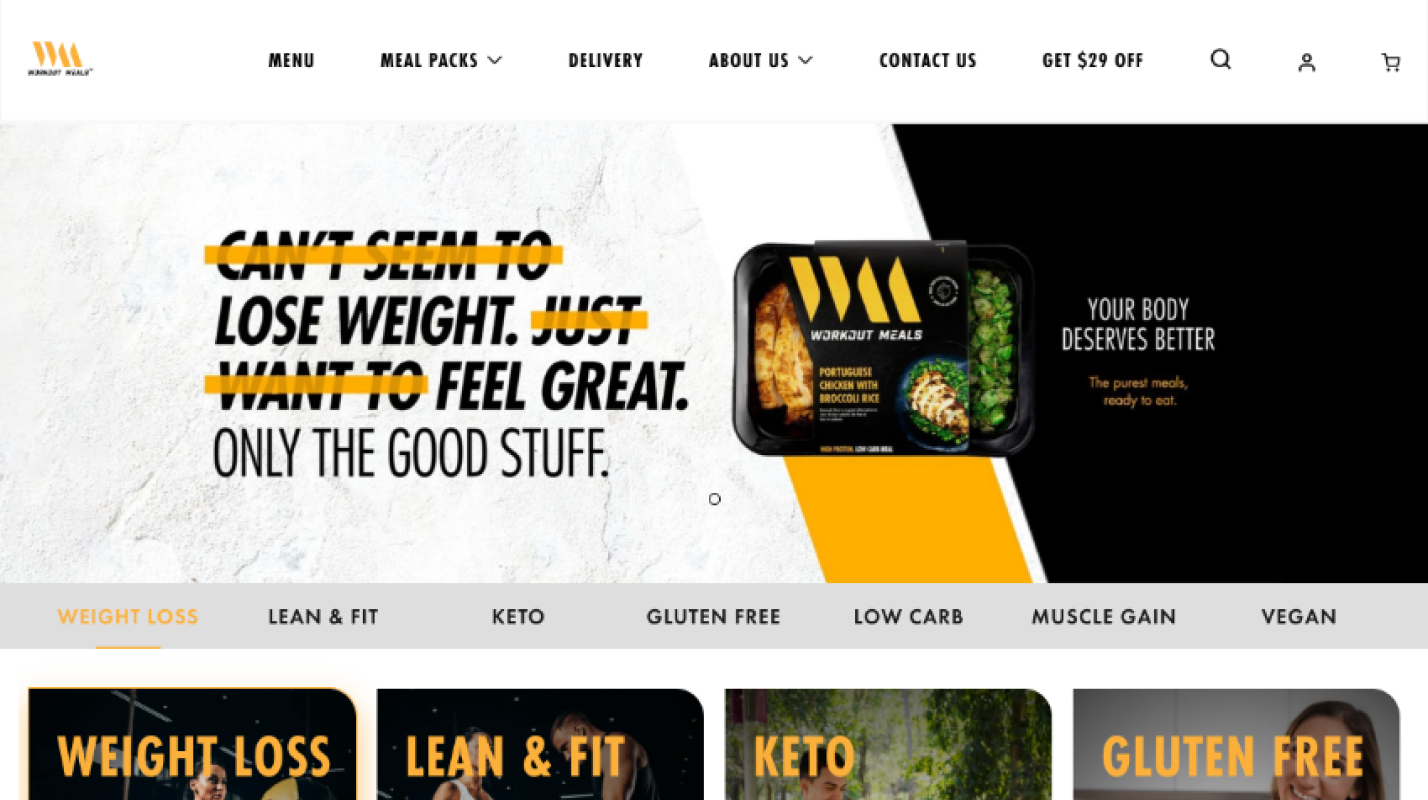 WORKOUT MEALS
MENU
MEAL PACKS
DELIVERY
ABOUT US
CONTACT US
GET $29 OFF
CAN'T SEEM TO
LOSE WEIGHT. JUST
WANT TO FEEL GREAT.
ONLY THE GOOD STUFF.
WORKOUT MEALS
PORTUGUESE
CHICKEN WITH
BROCCOLI RICE
HIGH PROTEIN, LOW CARB MEAL
YOUR BODY
DESERVES BETTER
The purest meals,
ready to eat.
WEIGHT LOSS
LEAN & FIT
KETO
GLUTEN FREE
LOW CARB
MUSCLE GAIN
VEGAN
WEIGHT LOSS
LEAN & FIT
KETO
GLUTEN FREE